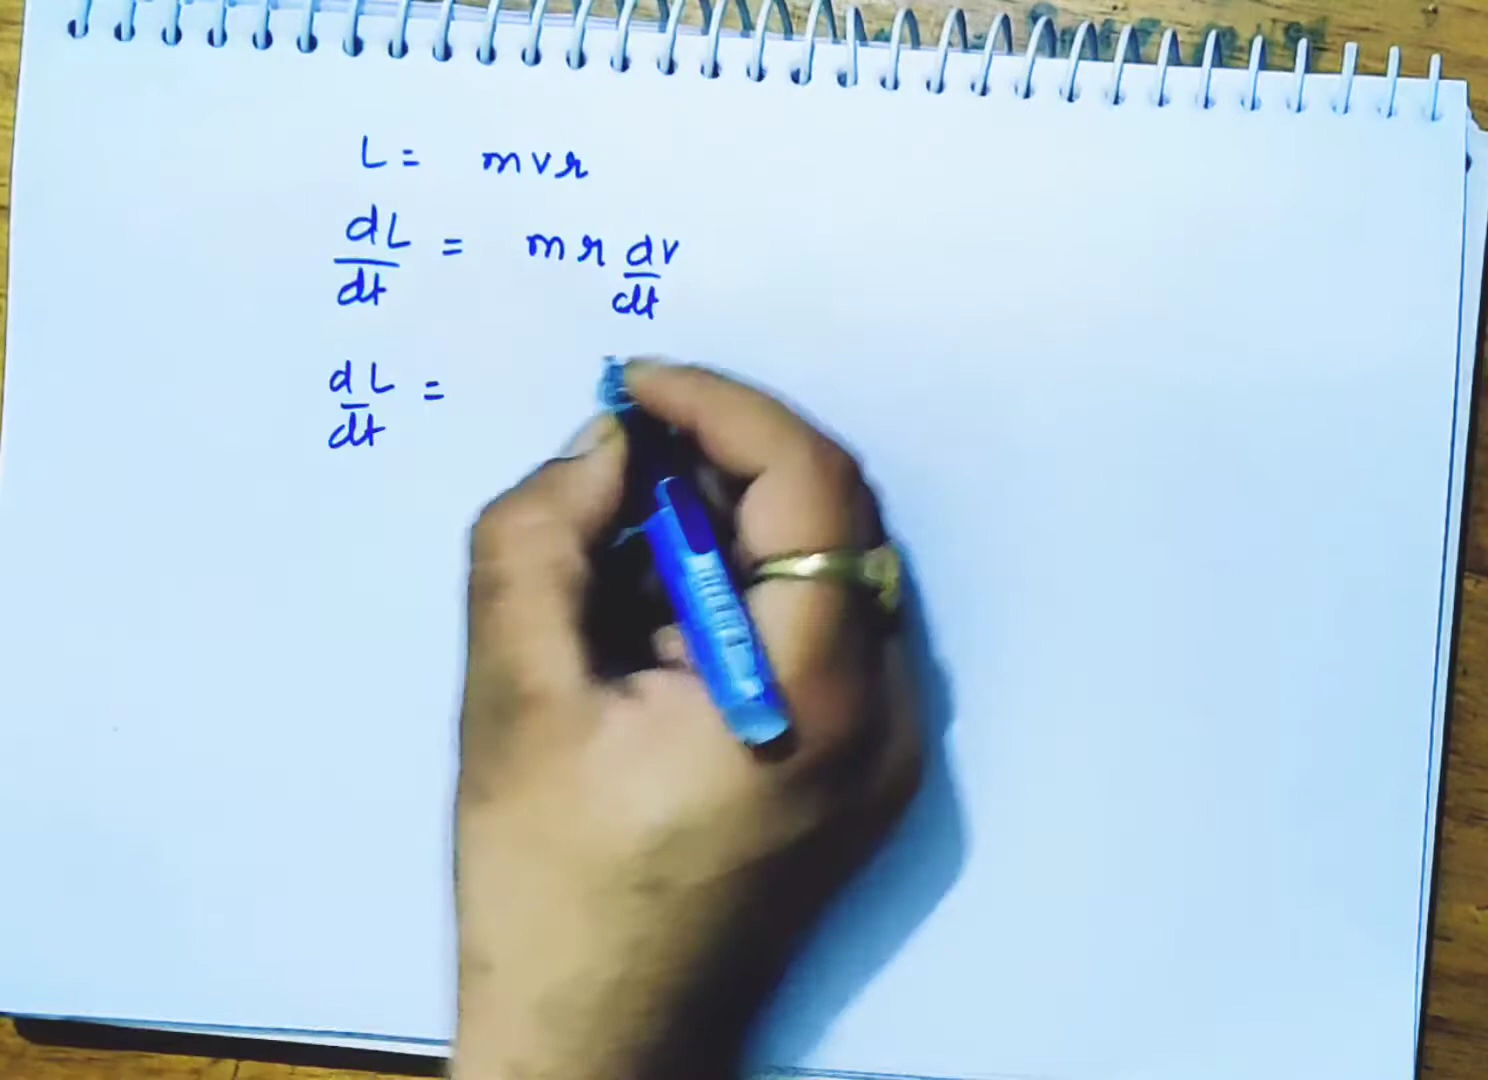 L = mvr
dL/dt = mr dv/dt
dL/dt =